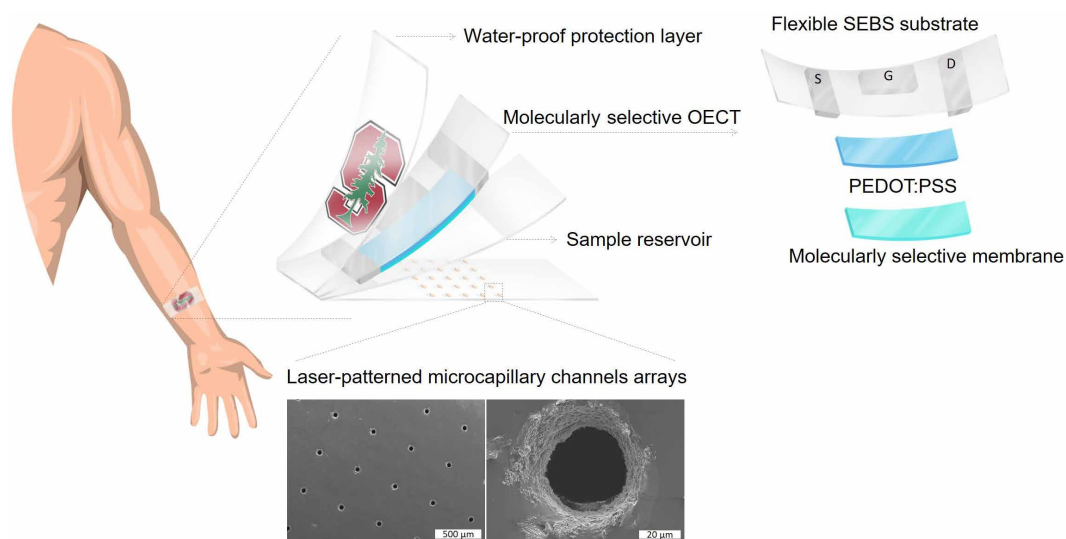 Water-proof protection layer
Flexible SEBS substrate
S
G
D
Molecularly selective OECT
PEDOT:PSS
Sample reservoir
Molecularly selective membrane
Laser-patterned microcapillary channels arrays
500 µm
20 µm